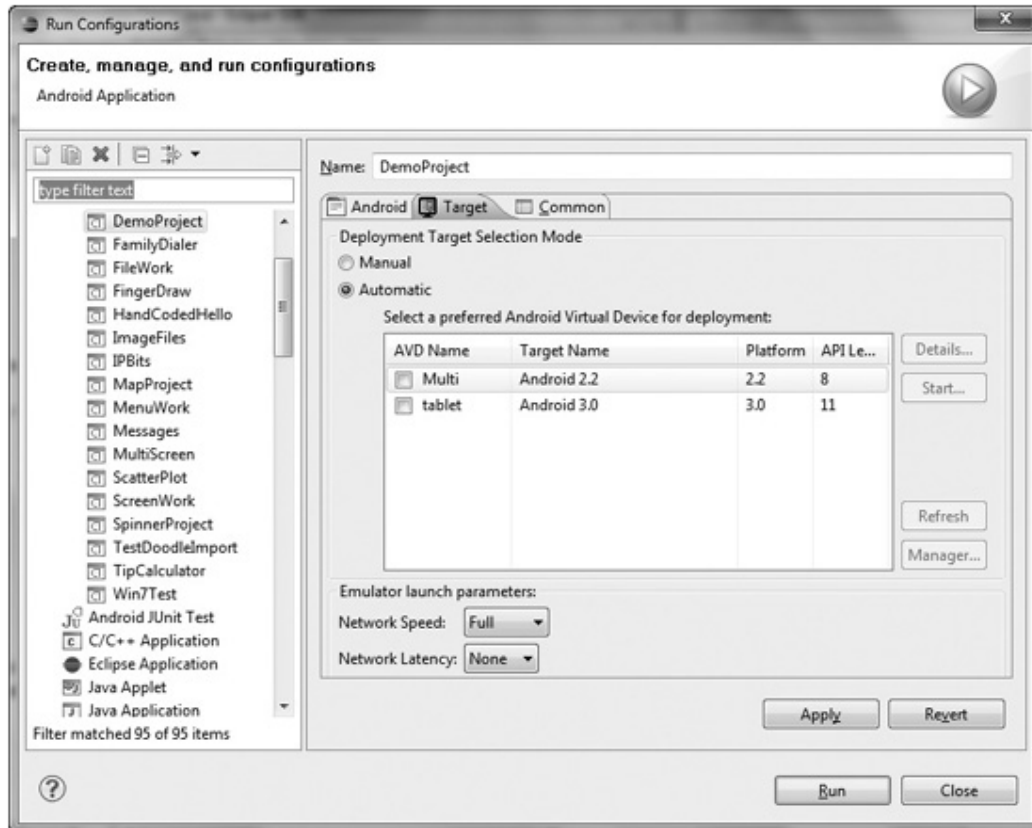 Run Configurations
Create, manage, and run configurations
Android Application
type filter text
DemoProject
FamilyDialer
FileWork
FingerDraw
HandCodedHello
ImageFiles
IPBits
MapProject
MenuWork
Messages
MultiScreen
ScatterPlot
ScreenWork
SpinnerProject
TestDoodleImport
TipCalculator
Win7Test
Android JUnit Test
C/C++ Application
Eclipse Application
Java Applet
Java Application
Filter matched 95 of 95 items
Name: DemoProject
Android Target Common
Deployment Target Selection Mode
Manual
Automatic
Select a preferred Android Virtual Device for deployment:
AVD Name Target Name Platform API Le...
Multi Android 2.2 2.2 8
tablet Android 3.0 3.0 11
Details...
Start...
Refresh
Manager...
Emulator launch parameters:
Network Speed: Full
Network Latency: None
Apply Revert
Run Close